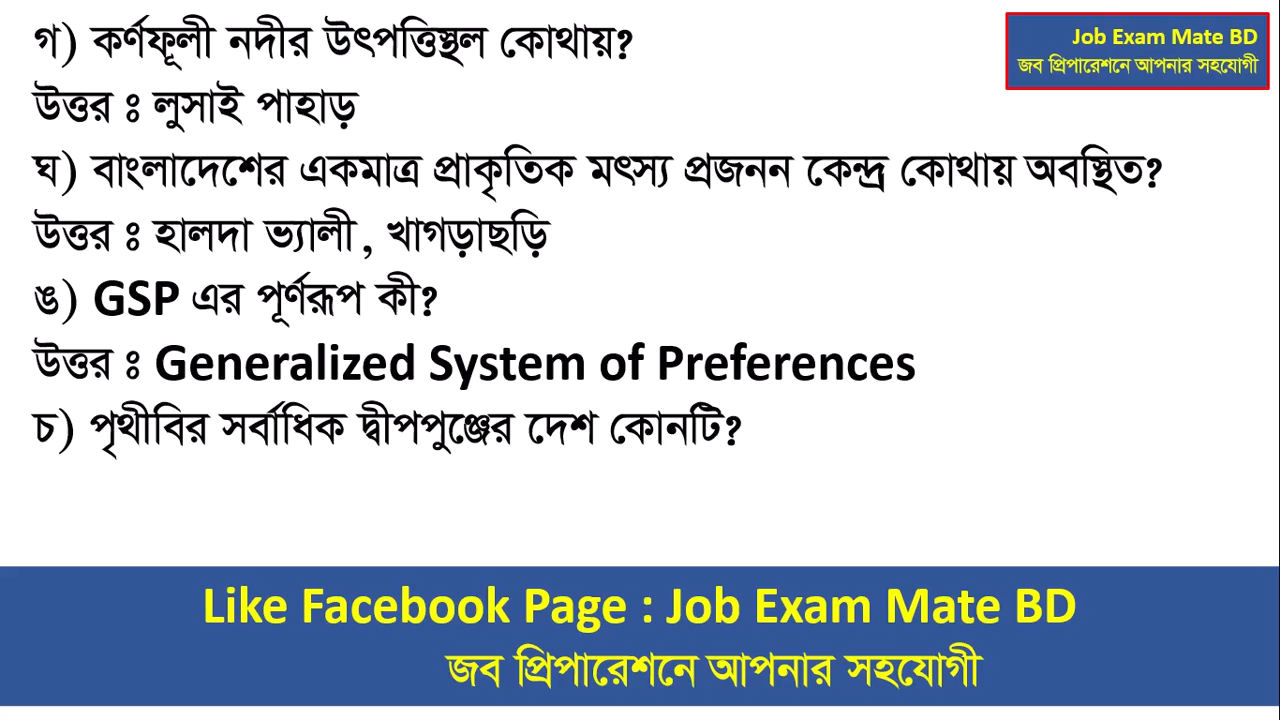 গ) কর্ণফূলী নদীর উৎপত্তিস্থল কোথায়?
Job Exam Mate BD
জব প্রিপারেশনে আপনার সহযোগী
উত্তর ঃ লুসাই পাহাড়
ঘ) বাংলাদেশের একমাত্র প্রাকৃতিক মৎস্য প্রজনন কেন্দ্র কোথায় অবস্থিত?
উত্তর ঃ হালদা ভ্যালী, খাগড়াছড়ি
ঙ) GSP এর পূর্ণরূপ কী?
উত্তর ঃ Generalized System of Preferences
চ) পৃথীবির সর্বাধিক দ্বীপপুঞ্জের দেশ কোনটি?
Like Facebook Page : Job Exam Mate BD
জব প্রিপারেশনে আপনার সহযোগী